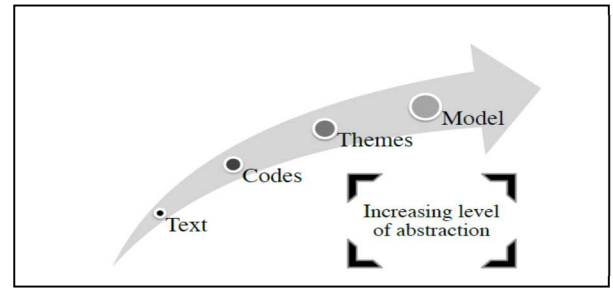 Model
Themes
Codes
Text
Increasing level
of abstraction